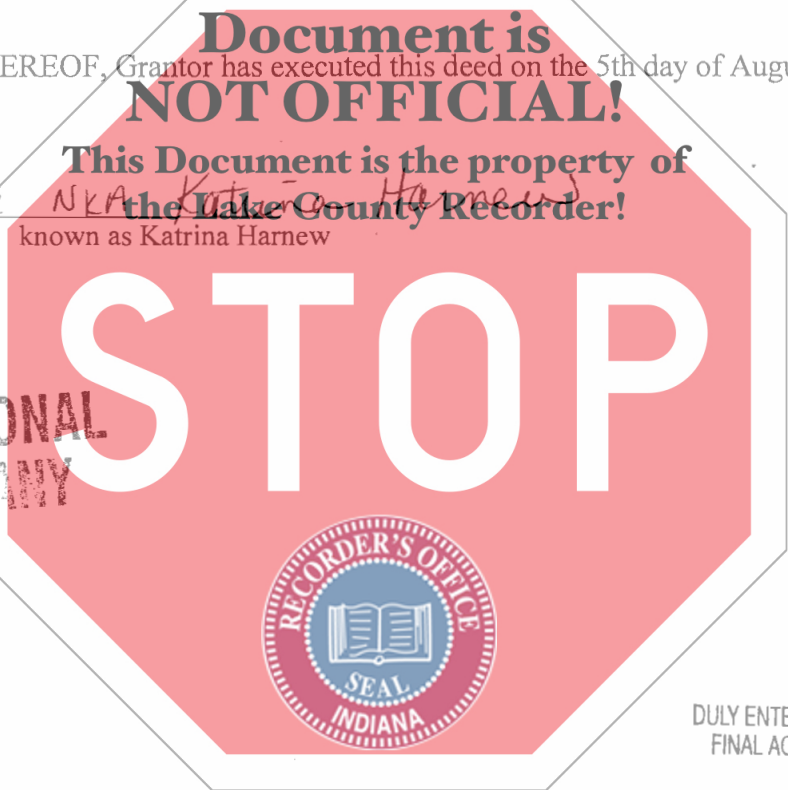 Document is
EREOF, Grantor has executed this deed on the 5th day of Augu
NOT OFFICIAL!
This Document is the property of
NKA Katrina Harnew
the Lake County Recorder!
known as Katrina Harnew
STOP
ONAL
ANY
RECORDER'S OFFICE
SEAL
INDIANA
DULY ENTE
FINAL AC